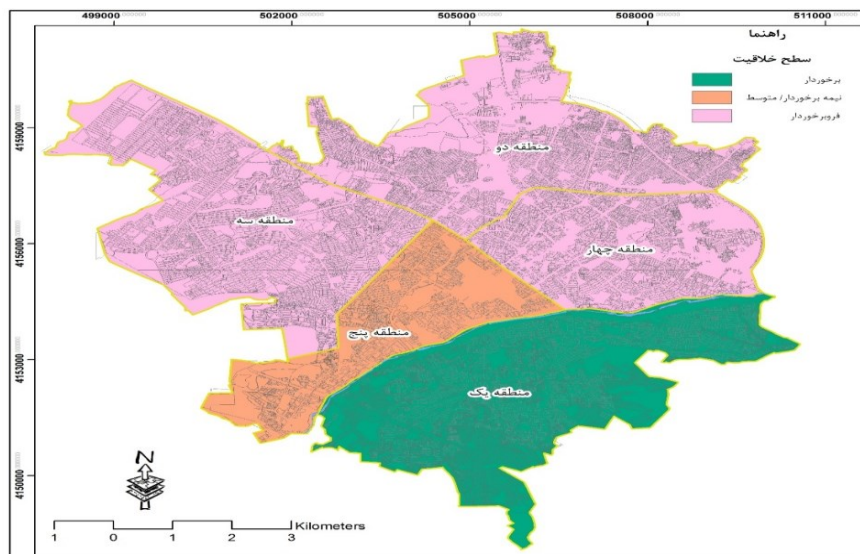 499000 502000 505000 508000 511000
راهنما
سطح خلاقیت
برخوردار
نیمه برخوردار/ متوسط
فروبرخوردار
4159000
4156000
4153000
4150000
منطقه دو
منطقه سه
منطقه چهار
منطقه پنج
منطقه یک
N
1 0 1 2 3
Kilometers